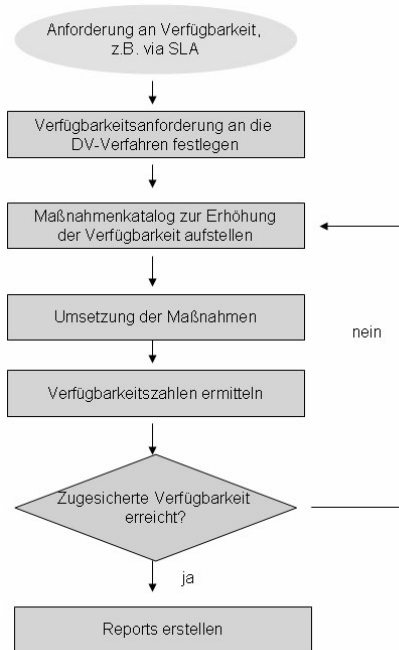 Anforderung an Verfügbarkeit,
z.B. via SLA
Verfügbarkeitsanforderung an die
DV-Verfahren festlegen
Maßnahmenkatalog zur Erhöhung
der Verfügbarkeit aufstellen
Umsetzung der Maßnahmen
nein
Verfügbarkeitszahlen ermitteln
Zugesicherte Verfügbarkeit
erreicht?
ja
Reports erstellen